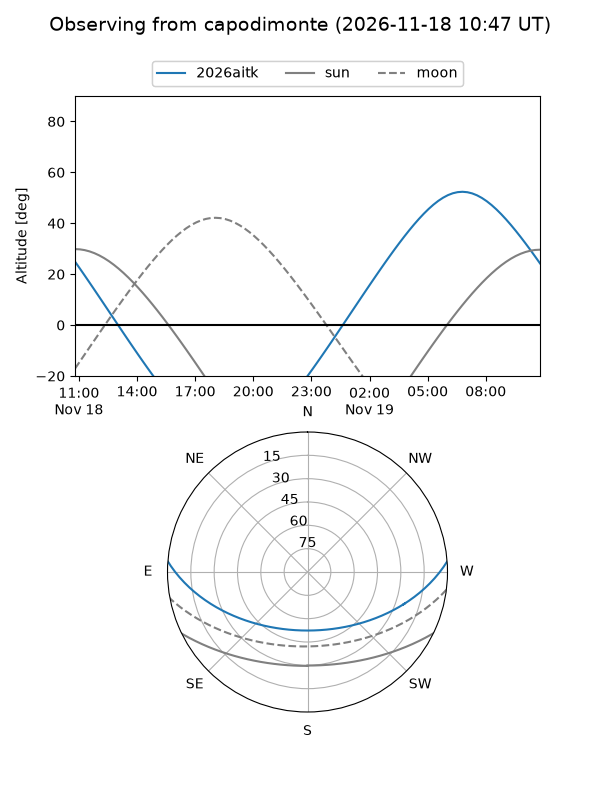 Observing from capodimonte (2026-11-18 10:47 UT)
2026aitk sun moon
Altitude [deg]
80
60
40
20
0
−20
11:00 14:00 17:00 20:00 23:00 02:00 05:00 08:00
Nov 18 Nov 19
N
NE NW
15
30
45
60
75
E W
SE SW
S